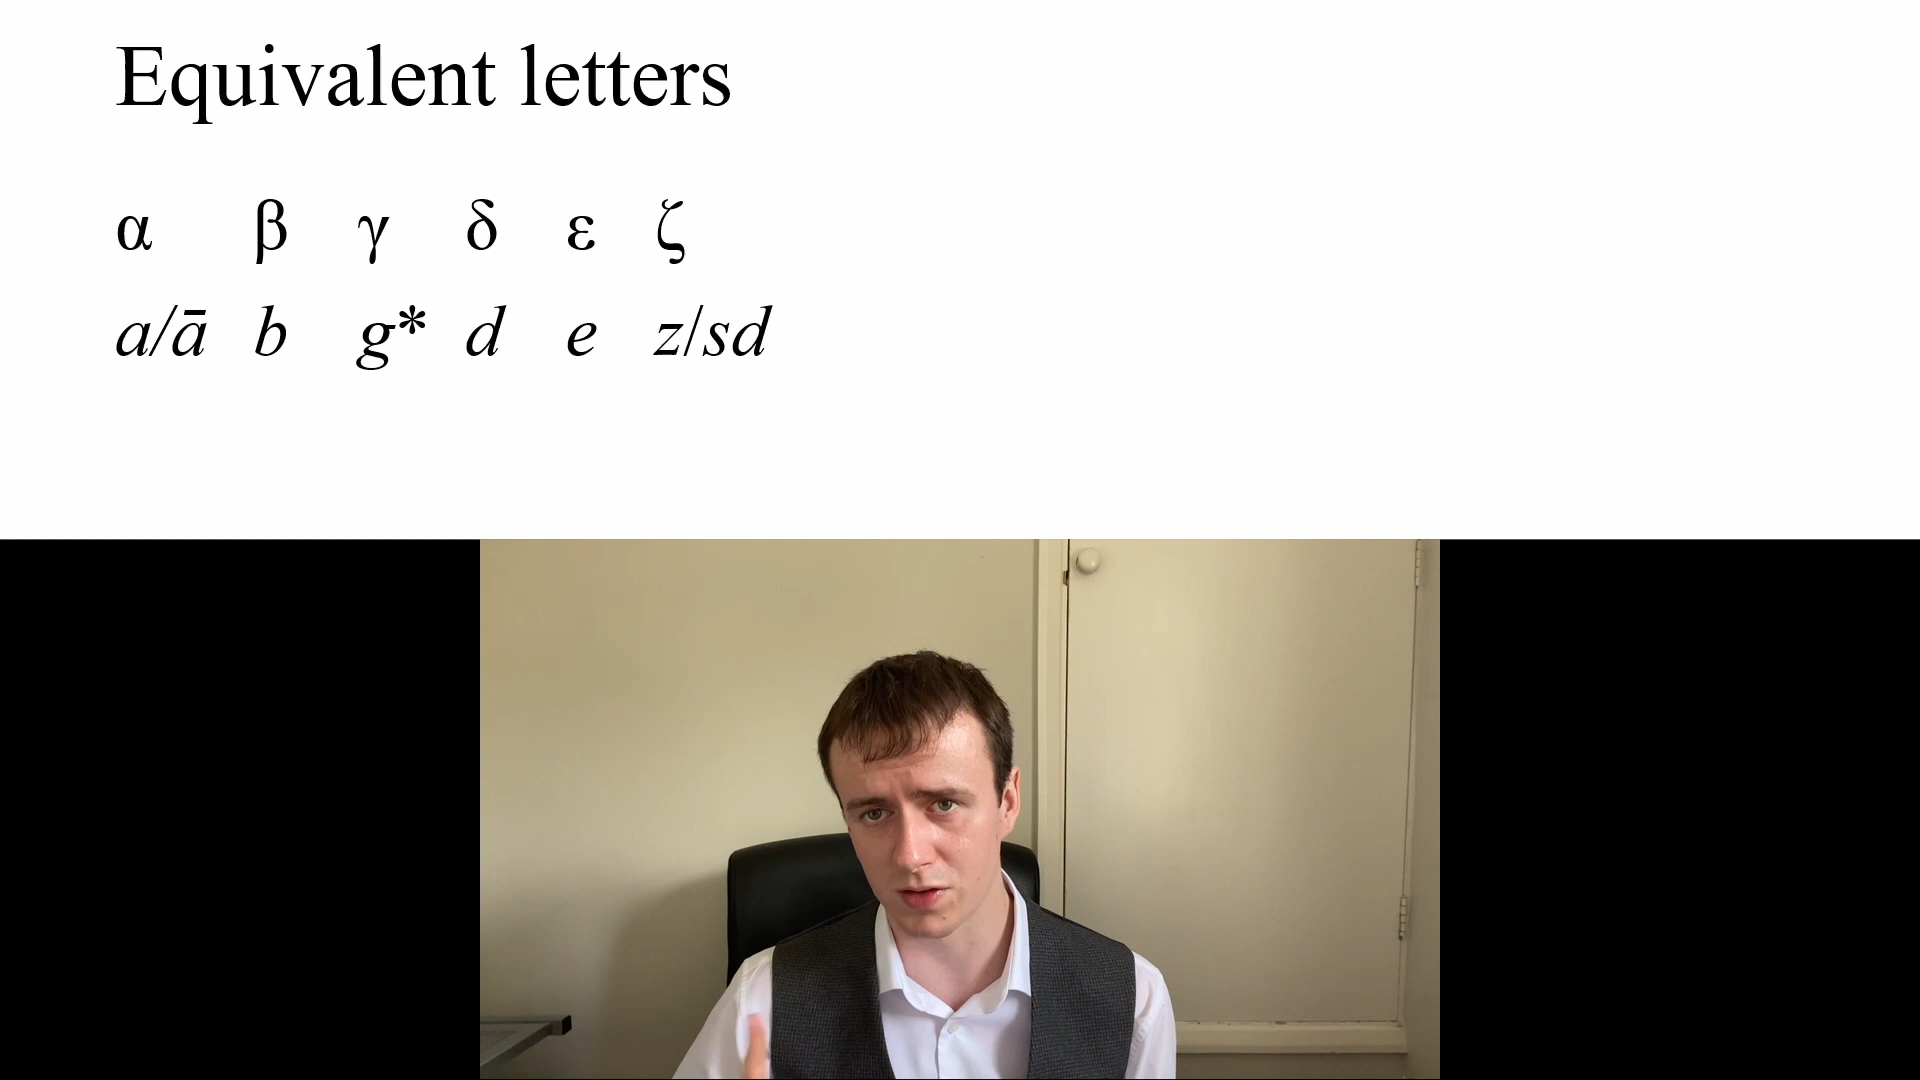 Equivalent letters
α β γ δ ε ζ
a/ā b g* d e z/sd